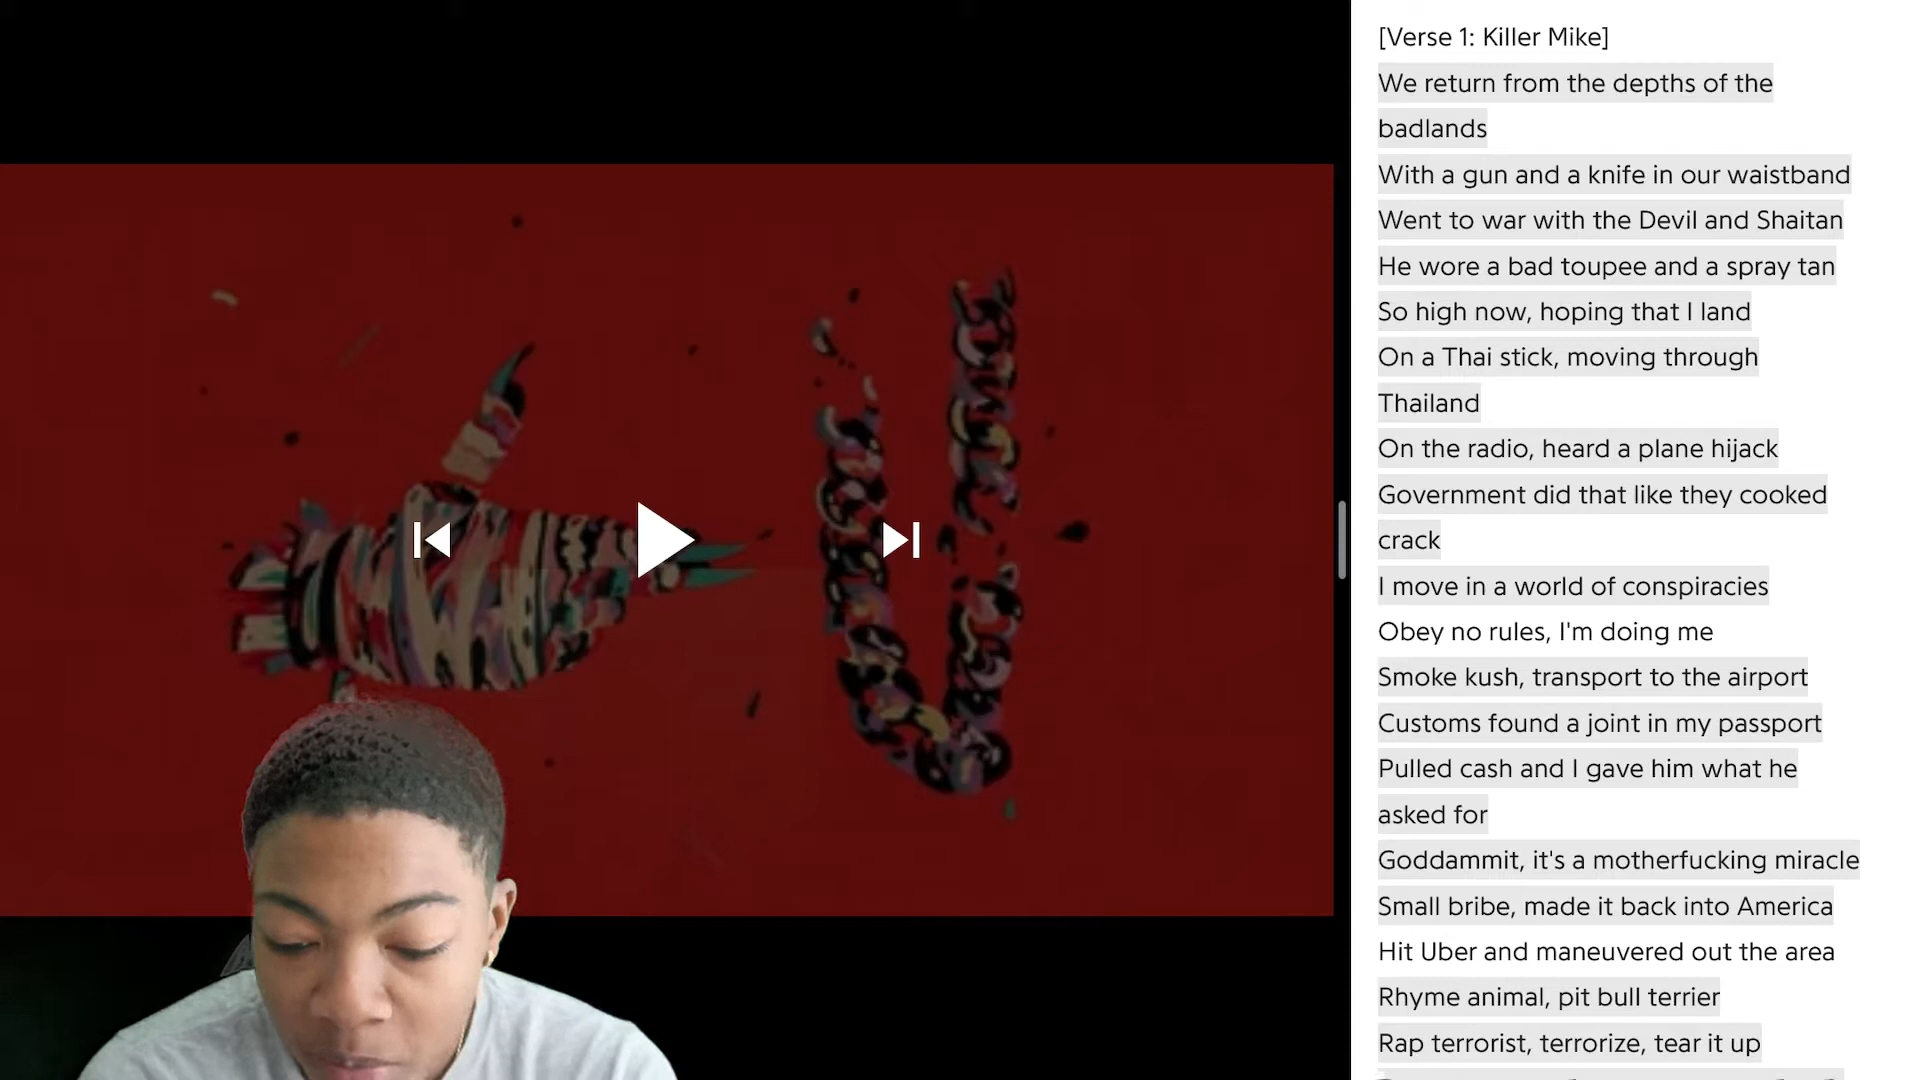 [Verse 1: Killer Mike]
We return from the depths of the
badlands
With a gun and a knife in our waistband
Went to war with the Devil and Shaitan
He wore a bad toupee and a spray tan
So high now, hoping that I land
On a Thai stick, moving through
Thailand
On the radio, heard a plane hijack
Government did that like they cooked
crack
I move in a world of conspiracies
Obey no rules, I'm doing me
Smoke kush, transport to the airport
Customs found a joint in my passport
Pulled cash and I gave him what he
asked for
Goddammit, it's a motherfucking miracle
Small bribe, made it back into America
Hit Uber and maneuvered out the area
Rhyme animal, pit bull terrier
Rap terrorist, terrorize, tear it up